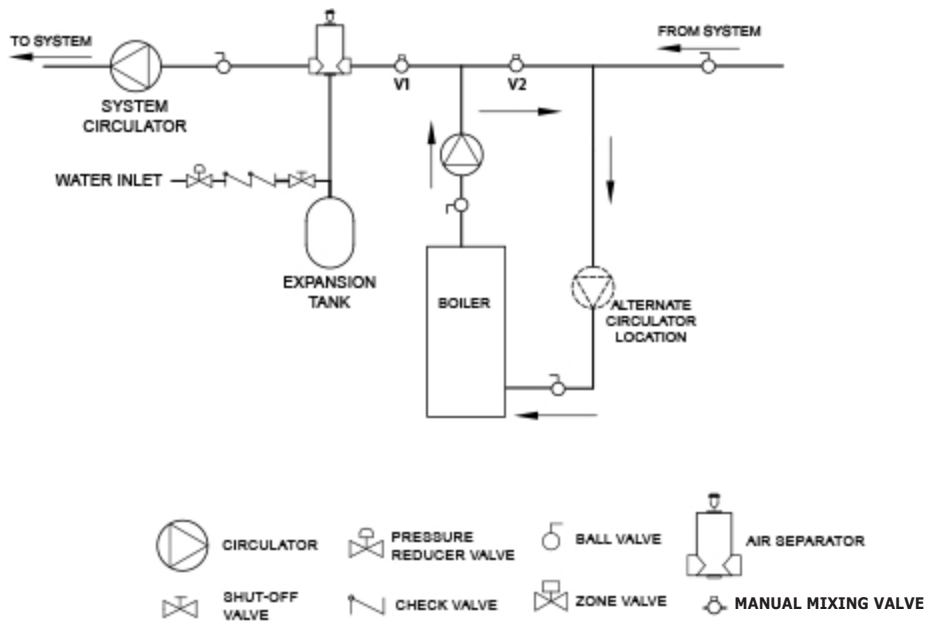 TO SYSTEM
FROM SYSTEM
V1
V2
SYSTEM
CIRCULATOR
WATER INLET
EXPANSION
TANK
BOILER
ALTERNATE
CIRCULATOR
LOCATION
CIRCULATOR
PRESSURE
REDUCER VALVE
BALL VALVE
AIR SEPARATOR
SHUT-OFF
VALVE
CHECK VALVE
ZONE VALVE
MANUAL MIXING VALVE